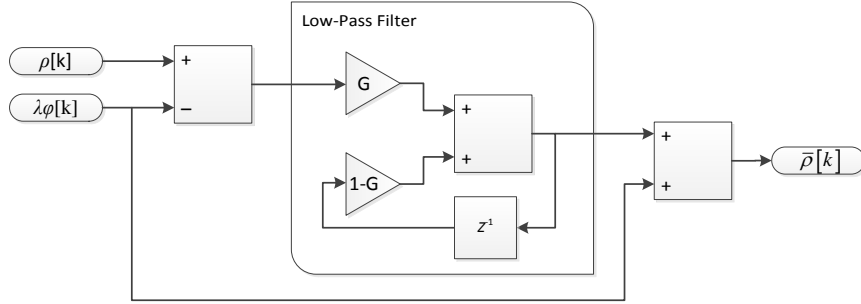 Low-Pass Filter
ρ[k]
+
λφ[k]
−
G
+
+
1-G
z⁻¹
+
+
ρ̅[k]